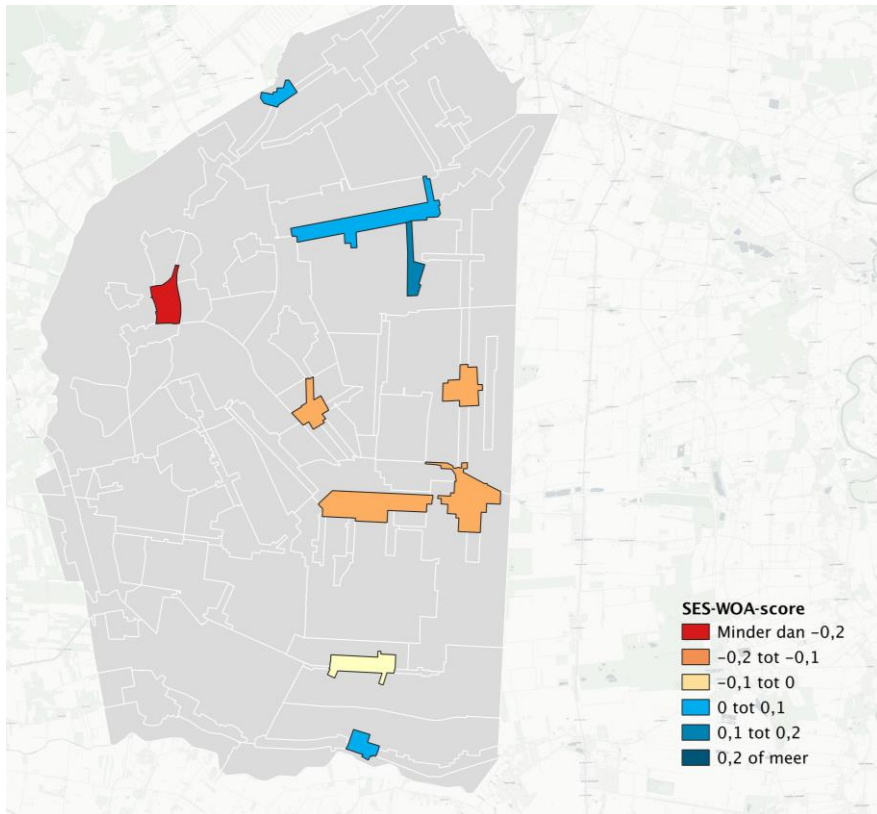 SES-WOA-score
Minder dan -0,2
-0,2 tot -0,1
-0,1 tot 0
0 tot 0,1
0,1 tot 0,2
0,2 of meer